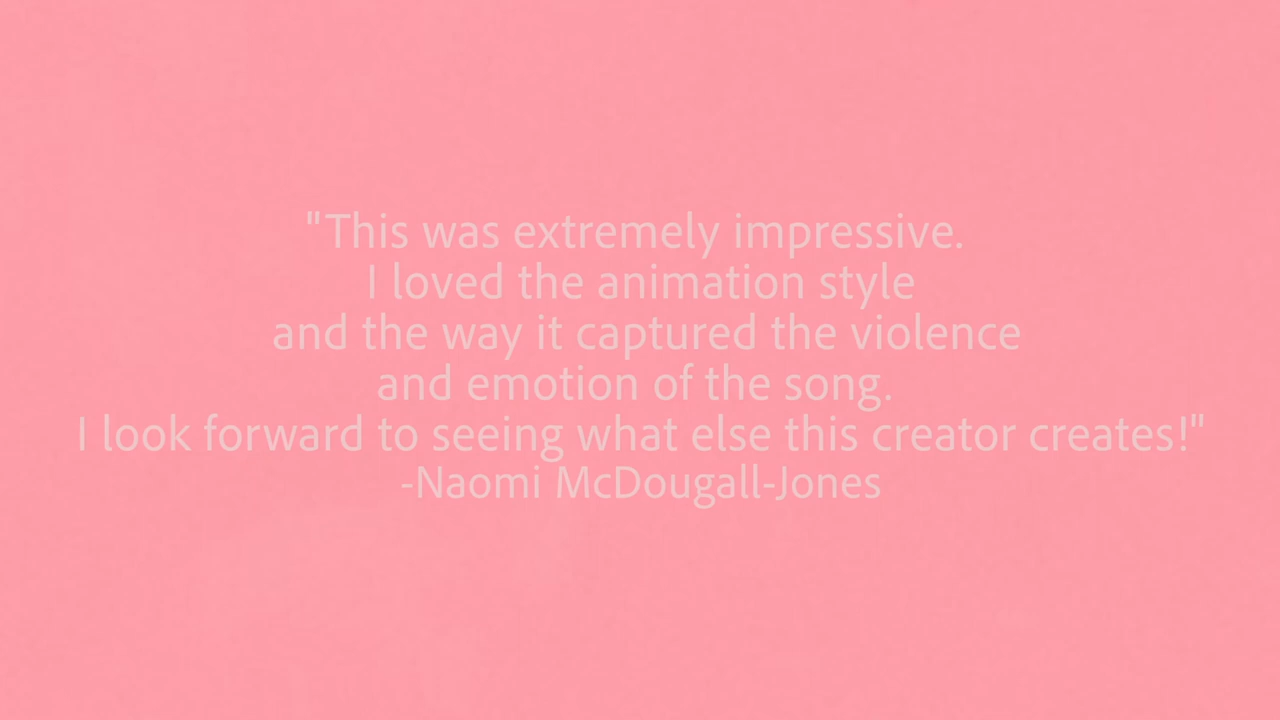 "This was extremely impressive.
I loved the animation style
and the way it captured the violence
and emotion of the song.
I look forward to seeing what else this creator creates!"
-Naomi McDougall-Jones